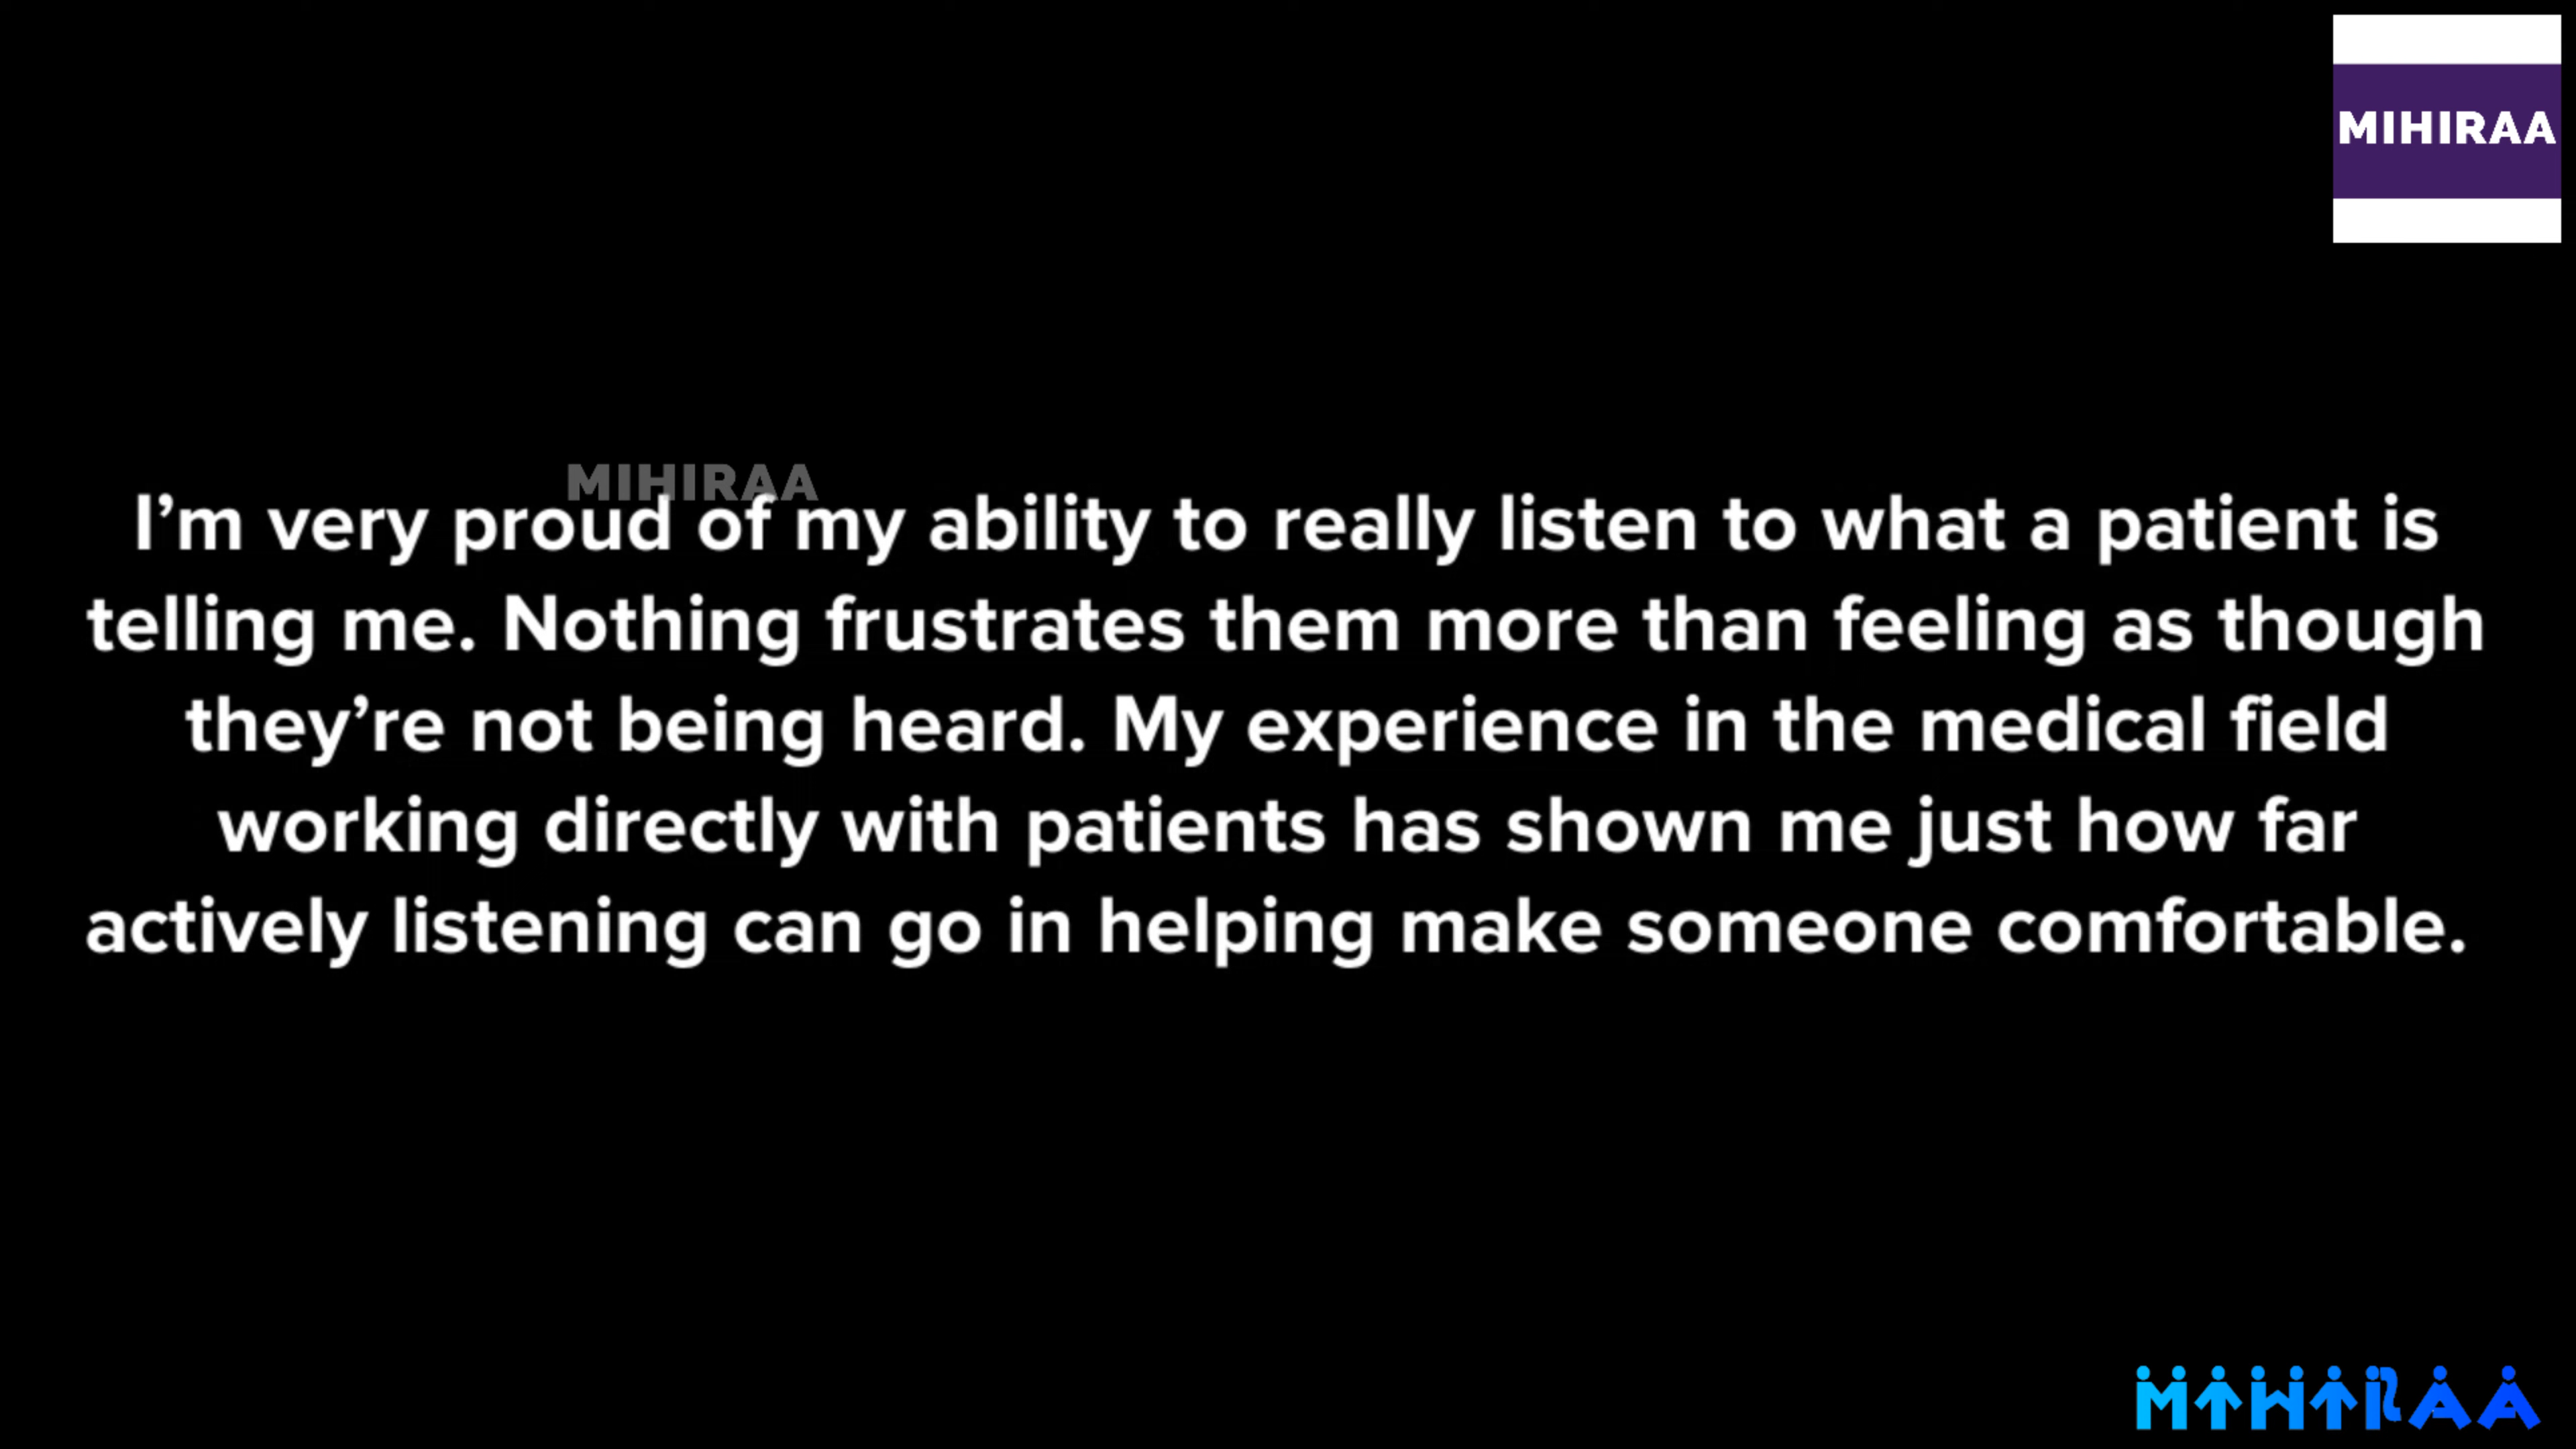 MIHIRAA
MIHIRAA
I’m very proud of my ability to really listen to what a patient is
telling me. Nothing frustrates them more than feeling as though
they’re not being heard. My experience in the medical field
working directly with patients has shown me just how far
actively listening can go in helping make someone comfortable.
MIHIRAA